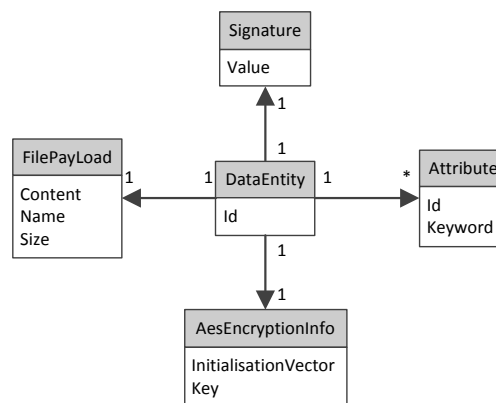 Signature
Value
1
1
FilePayLoad
Content
Name
Size
1
1
DataEntity
Id
1
*
Attribute
Id
Keyword
1
1
AesEncryptionInfo
InitialisationVector
Key